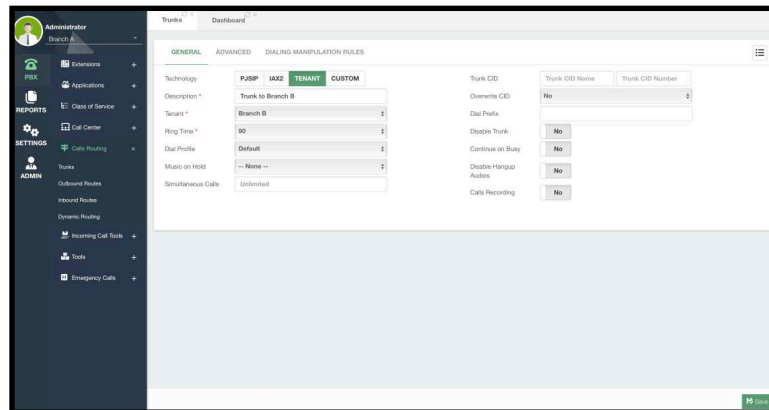 Administrator
Branch A
PBX
REPORTS
SETTINGS
ADMIN
Extensions +
Applications +
Class of Service +
Call Center +
Calls Routing ×
Trunks
Outbound Routes
Inbound Routes
Dynamic Routing
Incoming Call Tools +
Tools +
Emergency Calls +
Trunks
Dashboard
GENERAL ADVANCED DIALING MANIPULATION RULES
Technology PJSIP IAX2 TENANT CUSTOM
Description * Trunk to Branch B
Tenant * Branch B
Ring Time * 90
Dial Profile Default
Music on Hold -- None --
Simultaneous Calls Unlimited
Trunk CID Trunk CID Name Trunk CID Number
Overwrite CID No
Dial Prefix
Disable Trunk No
Continue on Busy No
Disable Hangup
Audios No
Calls Recording No
Save